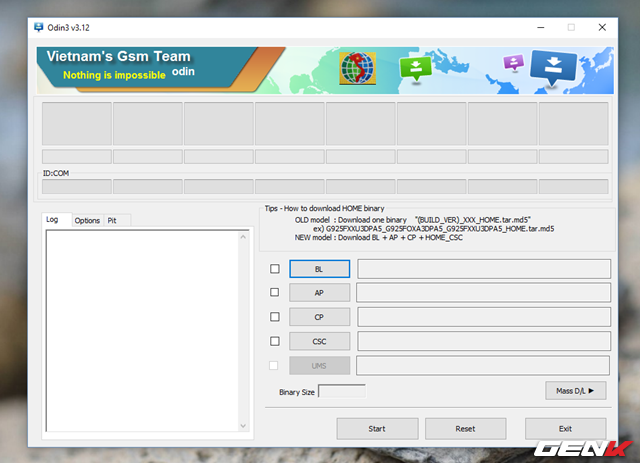 Odin3 v3.12
Vietnam's Gsm Team
Nothing is impossible odin
ID:COM
Log Options Pit
Tips - How to download HOME binary
OLD model : Download one binary "(BUILD_VER)_XXX_HOME.tar.md5"
ex) G925FXXU3DPA5_G925FOXA3DPA5_G925FXXU3DPA5_HOME.tar.md5
NEW model : Download BL + AP + CP + HOME_CSC
BL
AP
CP
CSC
UMS
Binary Size
Mass D/L ▶
Start Reset Exit
GENK